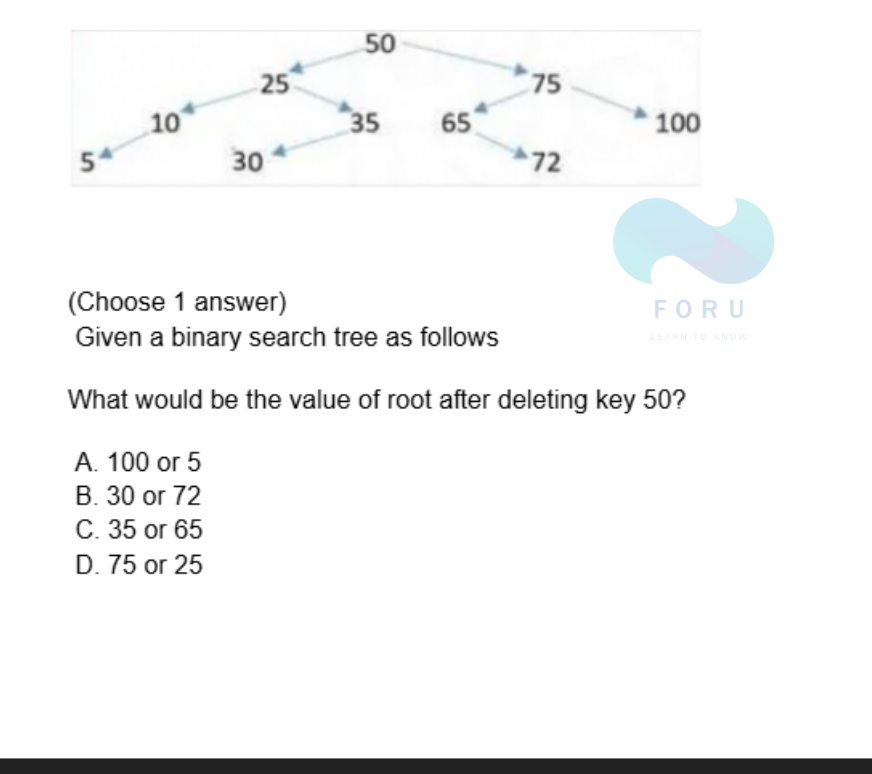 50
25 75
10 35 65 100
5 30 72
FORU
LEARN TO KNOW
(Choose 1 answer)
Given a binary search tree as follows
What would be the value of root after deleting key 50?
A. 100 or 5
B. 30 or 72
C. 35 or 65
D. 75 or 25